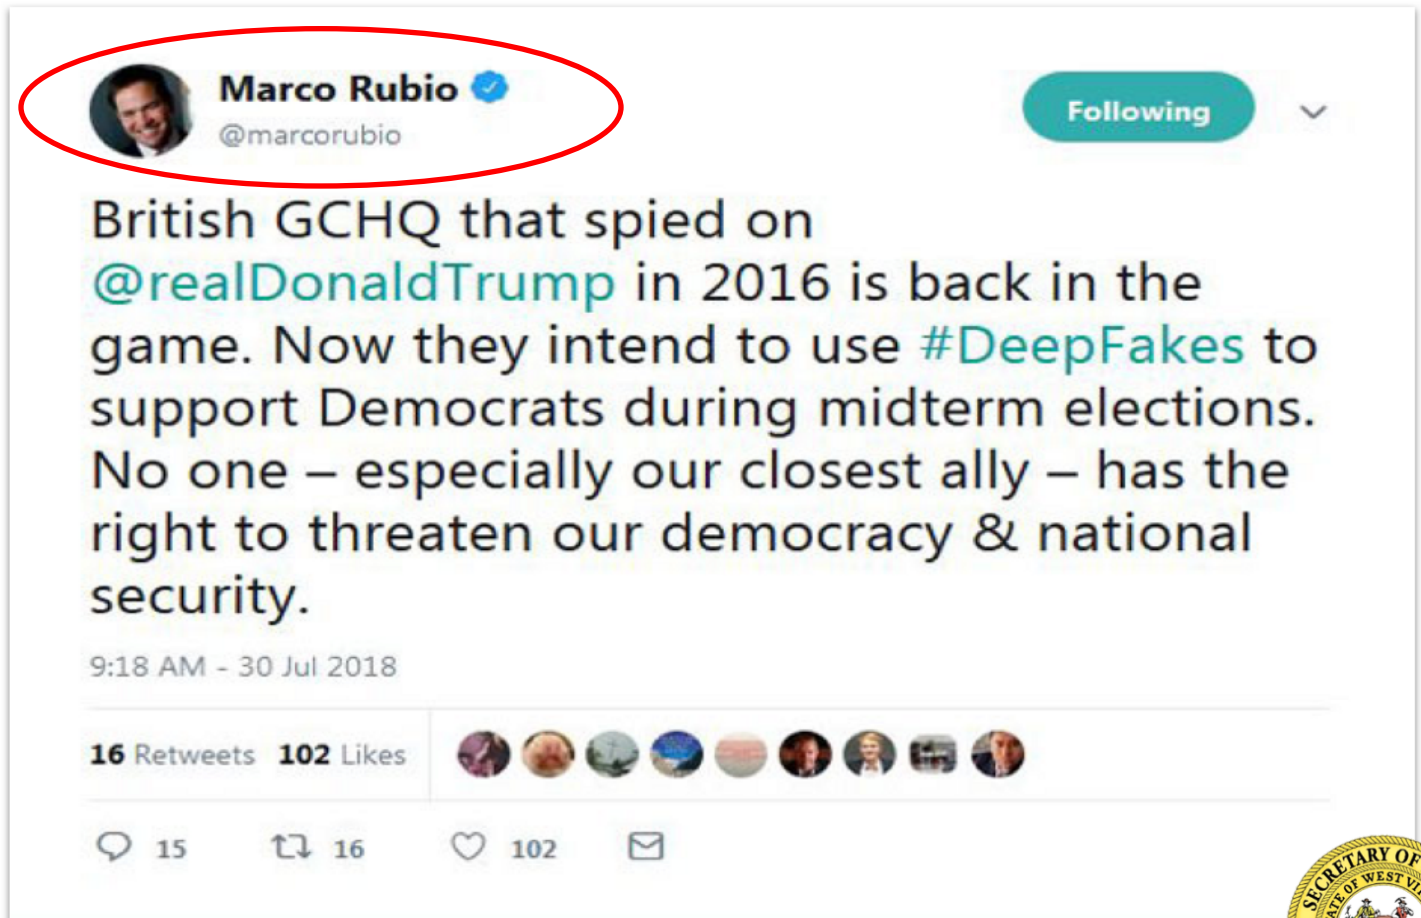 Marco Rubio
@marcorubio
Following
British GCHQ that spied on
@realDonaldTrump in 2016 is back in the
game. Now they intend to use #DeepFakes to
support Democrats during midterm elections.
No one – especially our closest ally – has the
right to threaten our democracy & national
security.
9:18 AM - 30 Jul 2018
16 Retweets 102 Likes
15 16 102
SECRETARY OF
OF WEST